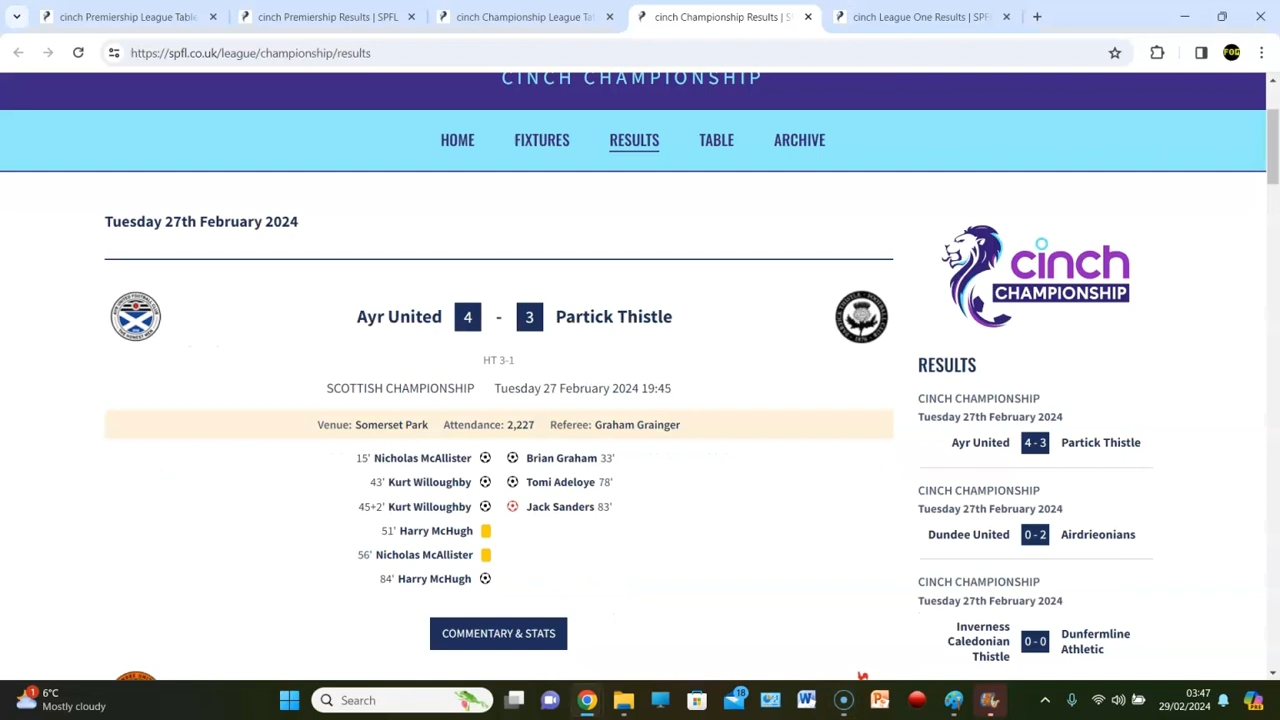 cinch Premiership League Table
cinch Premiership Results | SPFL
cinch Championship League Ta
cinch Championship Results | S
cinch League One Results | SPF
https://spfl.co.uk/league/championship/results
CINCH CHAMPIONSHIP
HOME FIXTURES RESULTS TABLE ARCHIVE
Tuesday 27th February 2024
Ayr United 4 - 3 Partick Thistle
HT 3-1
SCOTTISH CHAMPIONSHIP Tuesday 27 February 2024 19:45
Venue: Somerset Park Attendance: 2,227 Referee: Graham Grainger
15' Nicholas McAllister Brian Graham 33'
43' Kurt Willoughby Tomi Adeloye 78'
45+2' Kurt Willoughby Jack Sanders 83'
51' Harry McHugh
56' Nicholas McAllister
84' Harry McHugh
COMMENTARY & STATS
cinch
CHAMPIONSHIP
RESULTS
CINCH CHAMPIONSHIP
Tuesday 27th February 2024
Ayr United 4 - 3 Partick Thistle
CINCH CHAMPIONSHIP
Tuesday 27th February 2024
Dundee United 0 - 2 Airdrieonians
CINCH CHAMPIONSHIP
Tuesday 27th February 2024
Inverness
Caledonian
Thistle
0 - 0
Dunfermline
Athletic
1
6°C
Mostly cloudy
Search
18
03:47
29/02/2024